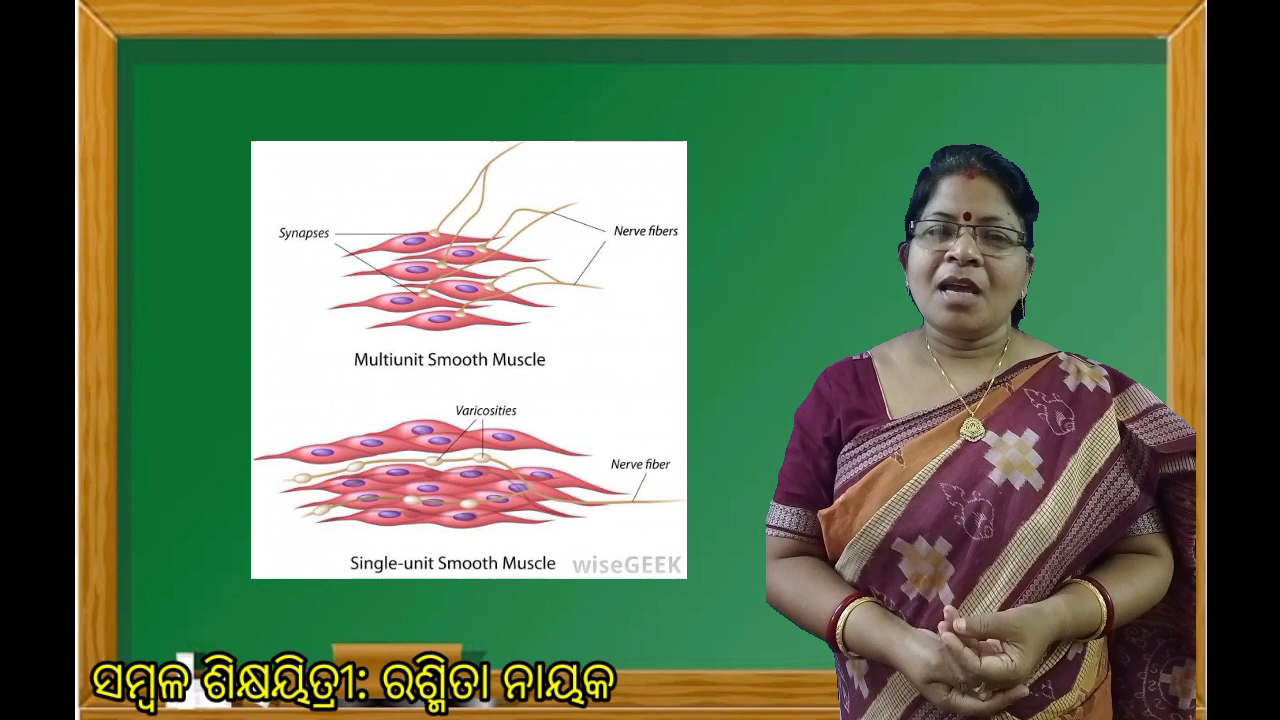 Synapses
Nerve fibers
Multiunit Smooth Muscle
Varicosities
Nerve fiber
Single-unit Smooth Muscle
wiseGEEK
ସମ୍ବଳ ଶିକ୍ଷୟିତ୍ରୀ: ରଶ୍ମିତା ନାୟକ